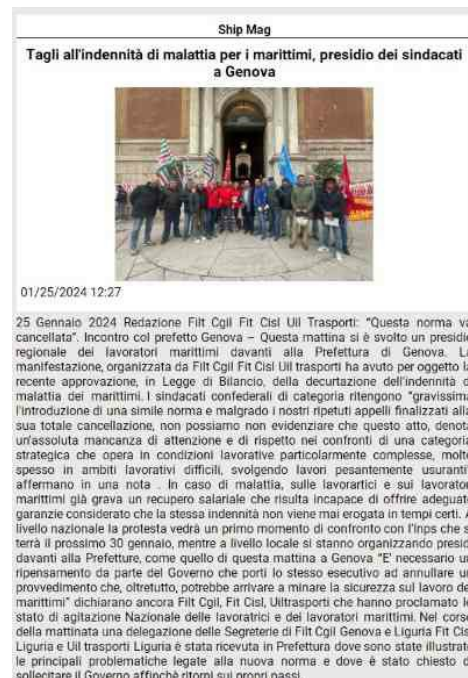 Ship Mag
Tagli all'indennità di malattia per i marittimi, presidio dei sindacati
a Genova
01/25/2024 12:27
25 Gennaio 2024 Redazione Filt Cgil Fit Cisl Uil Trasporti: "Questa norma va
cancellata". Incontro col prefetto Genova – Questa mattina si è svolto un presidio
regionale dei lavoratori marittimi davanti alla Prefettura di Genova. La
manifestazione, organizzata da Filt Cgil Fit Cisl Uil trasporti ha avuto per oggetto la
recente approvazione, in Legge di Bilancio, della decurtazione dell'indennità di
malattia dei marittimi. I sindacati confederali di categoria ritengono "gravissima
l'introduzione di una simile norma e malgrado i nostri ripetuti appelli finalizzati alla
sua totale cancellazione, non possiamo non evidenziare che questo atto, denota
un'assoluta mancanza di attenzione e di rispetto nei confronti di una categoria
strategica che opera in condizioni lavorative particolarmente complesse, molto
spesso in ambiti lavorativi difficili, svolgendo lavori pesantemente usuranti"
affermano in una nota . In caso di malattia, sulle lavorartici e sui lavoratori
marittimi già grava un recupero salariale che risulta incapace di offrire adeguate
garanzie considerato che la stessa indennità non viene mai erogata in tempi certi. A
livello nazionale la protesta vedrà un primo momento di confronto con l'Inps che si
terrà il prossimo 30 gennaio, mentre a livello locale si stanno organizzando presidi
davanti alla Prefetture, come quello di questa mattina a Genova "E' necessario un
ripensamento da parte del Governo che porti lo stesso esecutivo ad annullare un
provvedimento che, oltretutto, potrebbe arrivare a minare la sicurezza sul lavoro dei
marittimi" dichiarano ancora Filt Cgil, Fit Cisl, Uiltrasporti che hanno proclamato lo
stato di agitazione Nazionale delle lavoratrici e dei lavoratori marittimi. Nel corso
della mattinata una delegazione delle Segreterie di Filt Cgil Genova e Liguria Fit Cisl
Liguria e Uil trasporti Liguria è stata ricevuta in Prefettura dove sono state illustrate
le principali problematiche legate alla nuova norma e dove è stato chiesto di
sollecitare il Governo affinchè ritorni sui propri passi.